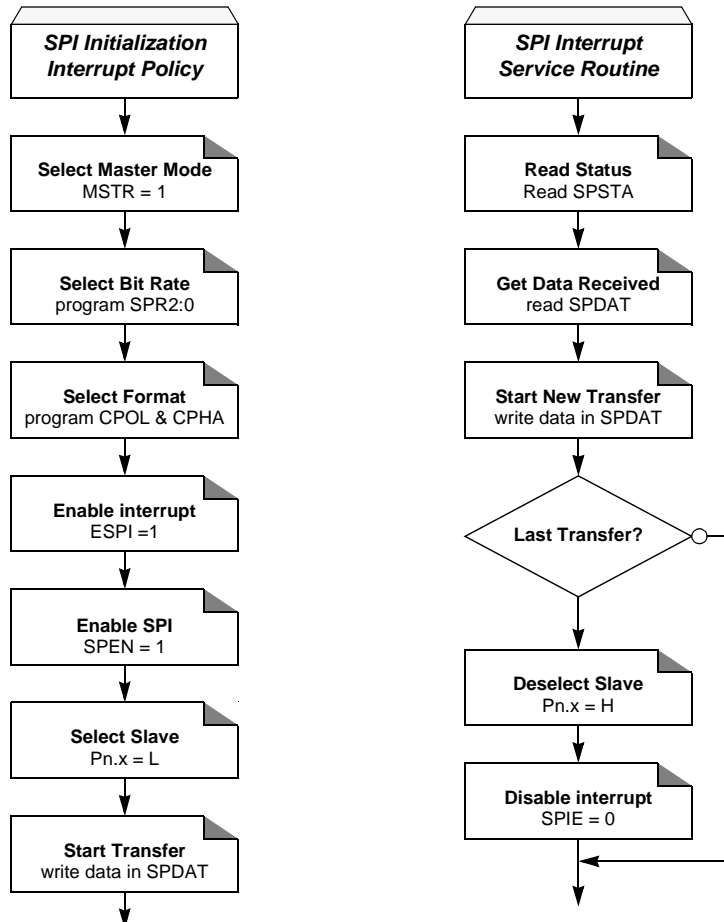 SPI Initialization
Interrupt Policy
Select Master Mode
MSTR = 1
Select Bit Rate
program SPR2:0
Select Format
program CPOL & CPHA
Enable interrupt
ESPI =1
Enable SPI
SPEN = 1
Select Slave
Pn.x = L
Start Transfer
write data in SPDAT
SPI Interrupt
Service Routine
Read Status
Read SPSTA
Get Data Received
read SPDAT
Start New Transfer
write data in SPDAT
Last Transfer?
Deselect Slave
Pn.x = H
Disable interrupt
SPIE = 0